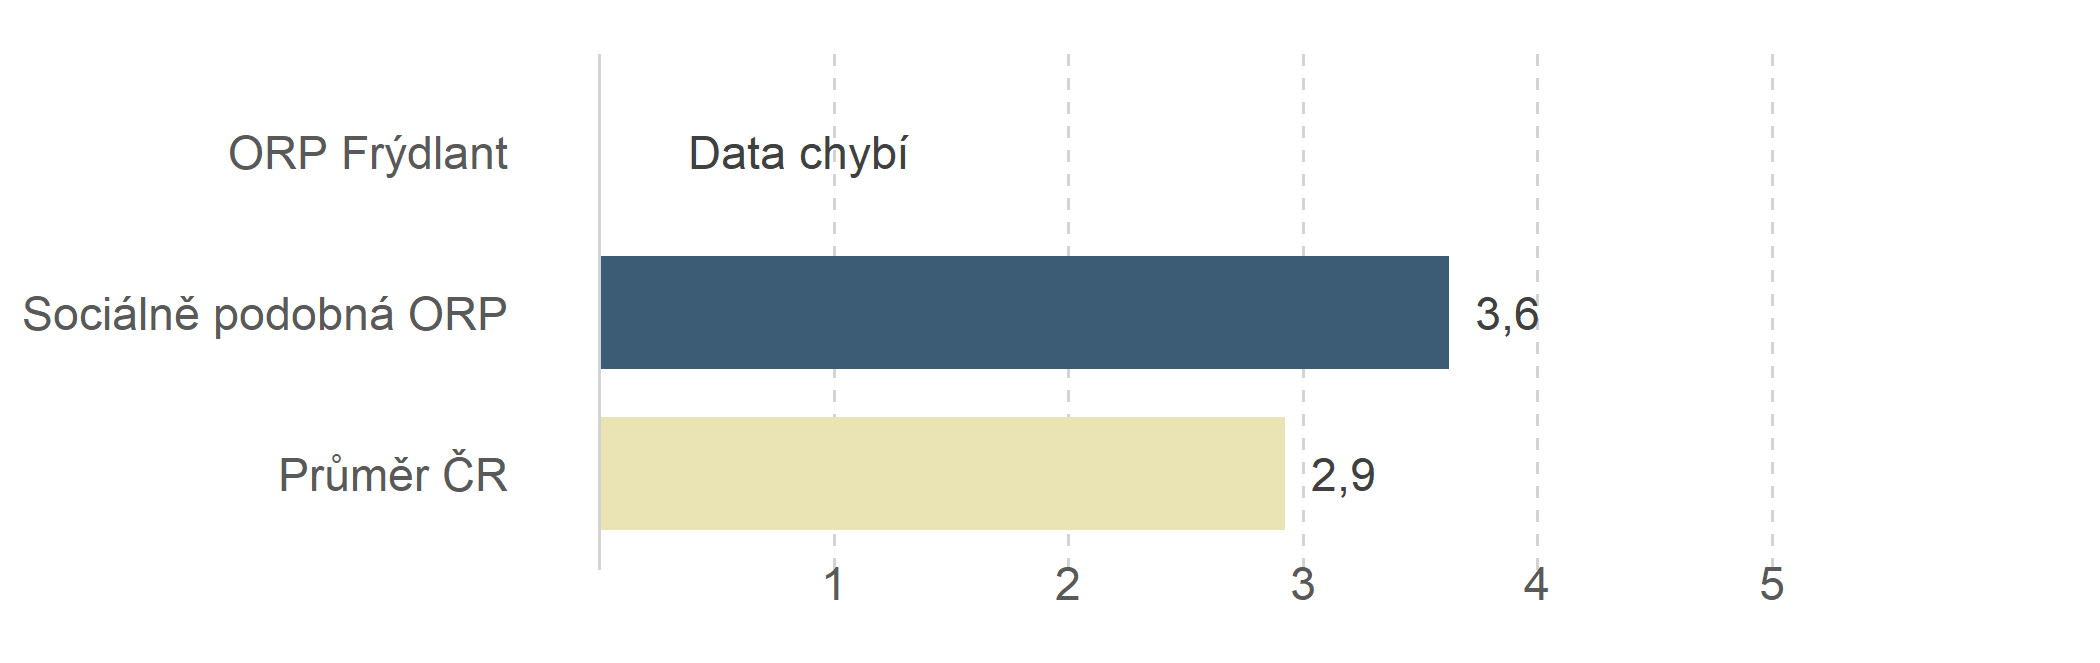 ORP Frýdlant Data chybí
Sociálně podobná ORP 3,6
Průměr ČR 2,9
1 2 3 4 5